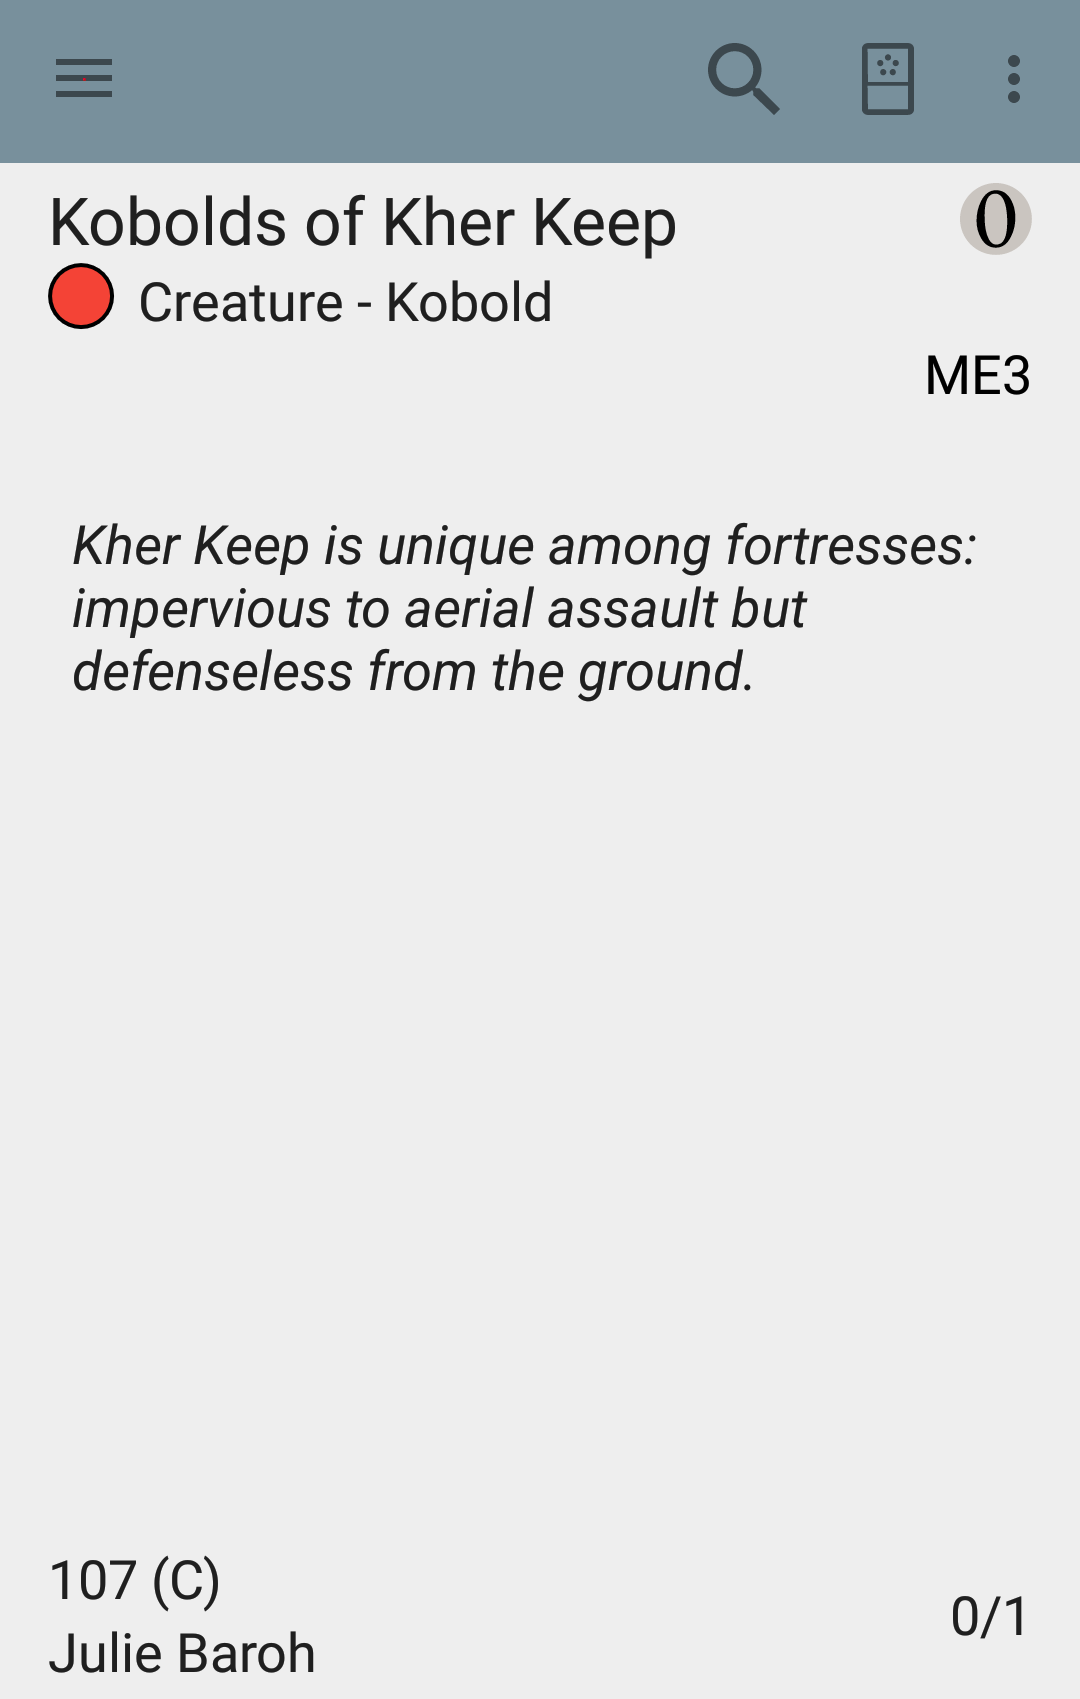 Kobolds of Kher Keep 0
Creature - Kobold
ME3
Kher Keep is unique among fortresses:
impervious to aerial assault but
defenseless from the ground.
107 (C)
0/1
Julie Baroh